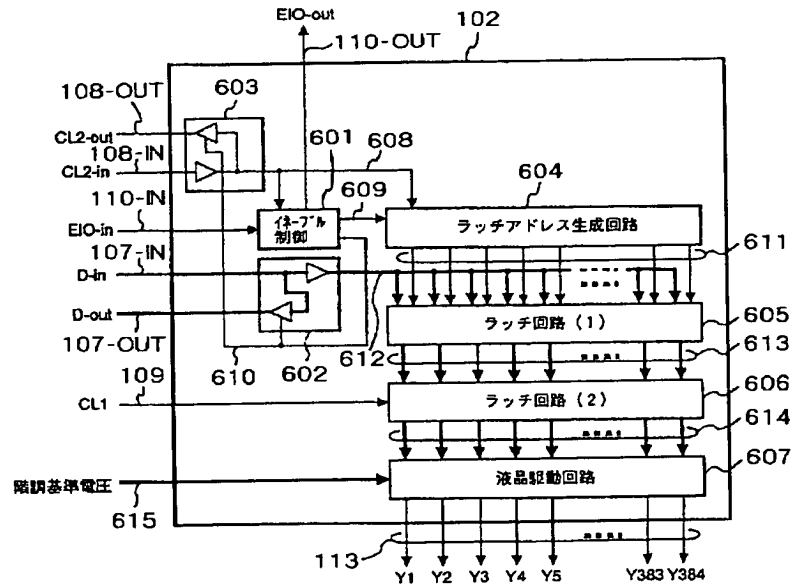 EIO-out
110-OUT
102
108-OUT
603
CL2-out
108-IN
601
608
CL2-in
110-IN
609
604
EIO-in
イネーブル
制御
ラッチアドレス生成回路
107-IN
611
D-in
D-out
ラッチ回路(1)
605
107-OUT
610
602
612
613
109
CL1
ラッチ回路(2)
606
614
階調基準電圧
液晶駆動回路
607
615
113
Y1 Y2 Y3 Y4 Y5 Y383 Y384